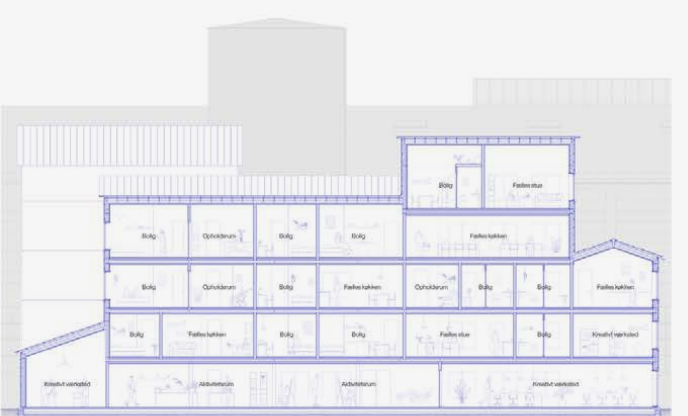 Bolig
Fælles stue
Bolig
Opholdsrum
Bolig
Bolig
Fælles køkken
Bolig
Opholdsrum
Bolig
Fælles køkken
Opholdsrum
Bolig
Bolig
Fælles køkken
Bolig
Fælles køkken
Bolig
Bolig
Fælles stue
Bolig
Kreativt værksted
Kreativt værksted
Aktivitetsrum
Aktivitetsrum
Kreativt værksted